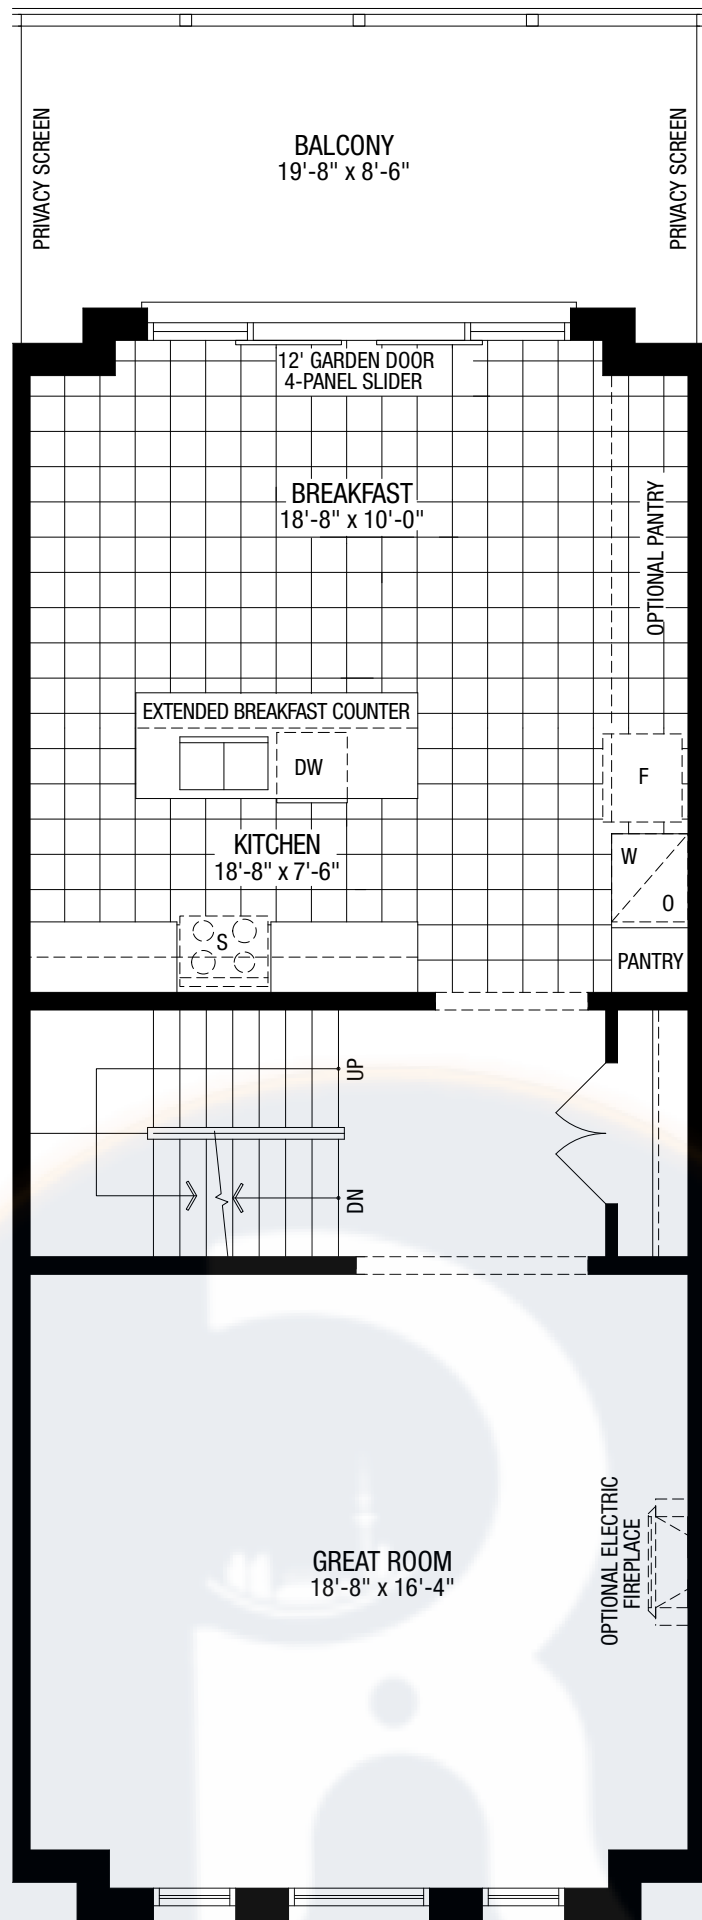 PRIVACY SCREEN
BALCONY
19'-8" x 8'-6"
PRIVACY SCREEN
12' GARDEN DOOR
4-PANEL SLIDER
BREAKFAST
18'-8" x 10'-0"
OPTIONAL PANTRY
EXTENDED BREAKFAST COUNTER
DW
F
KITCHEN
18'-8" x 7'-6"
W
O
S
PANTRY
UP
DN
GREAT ROOM
18'-8" x 16'-4"
OPTIONAL ELECTRIC
FIREPLACE